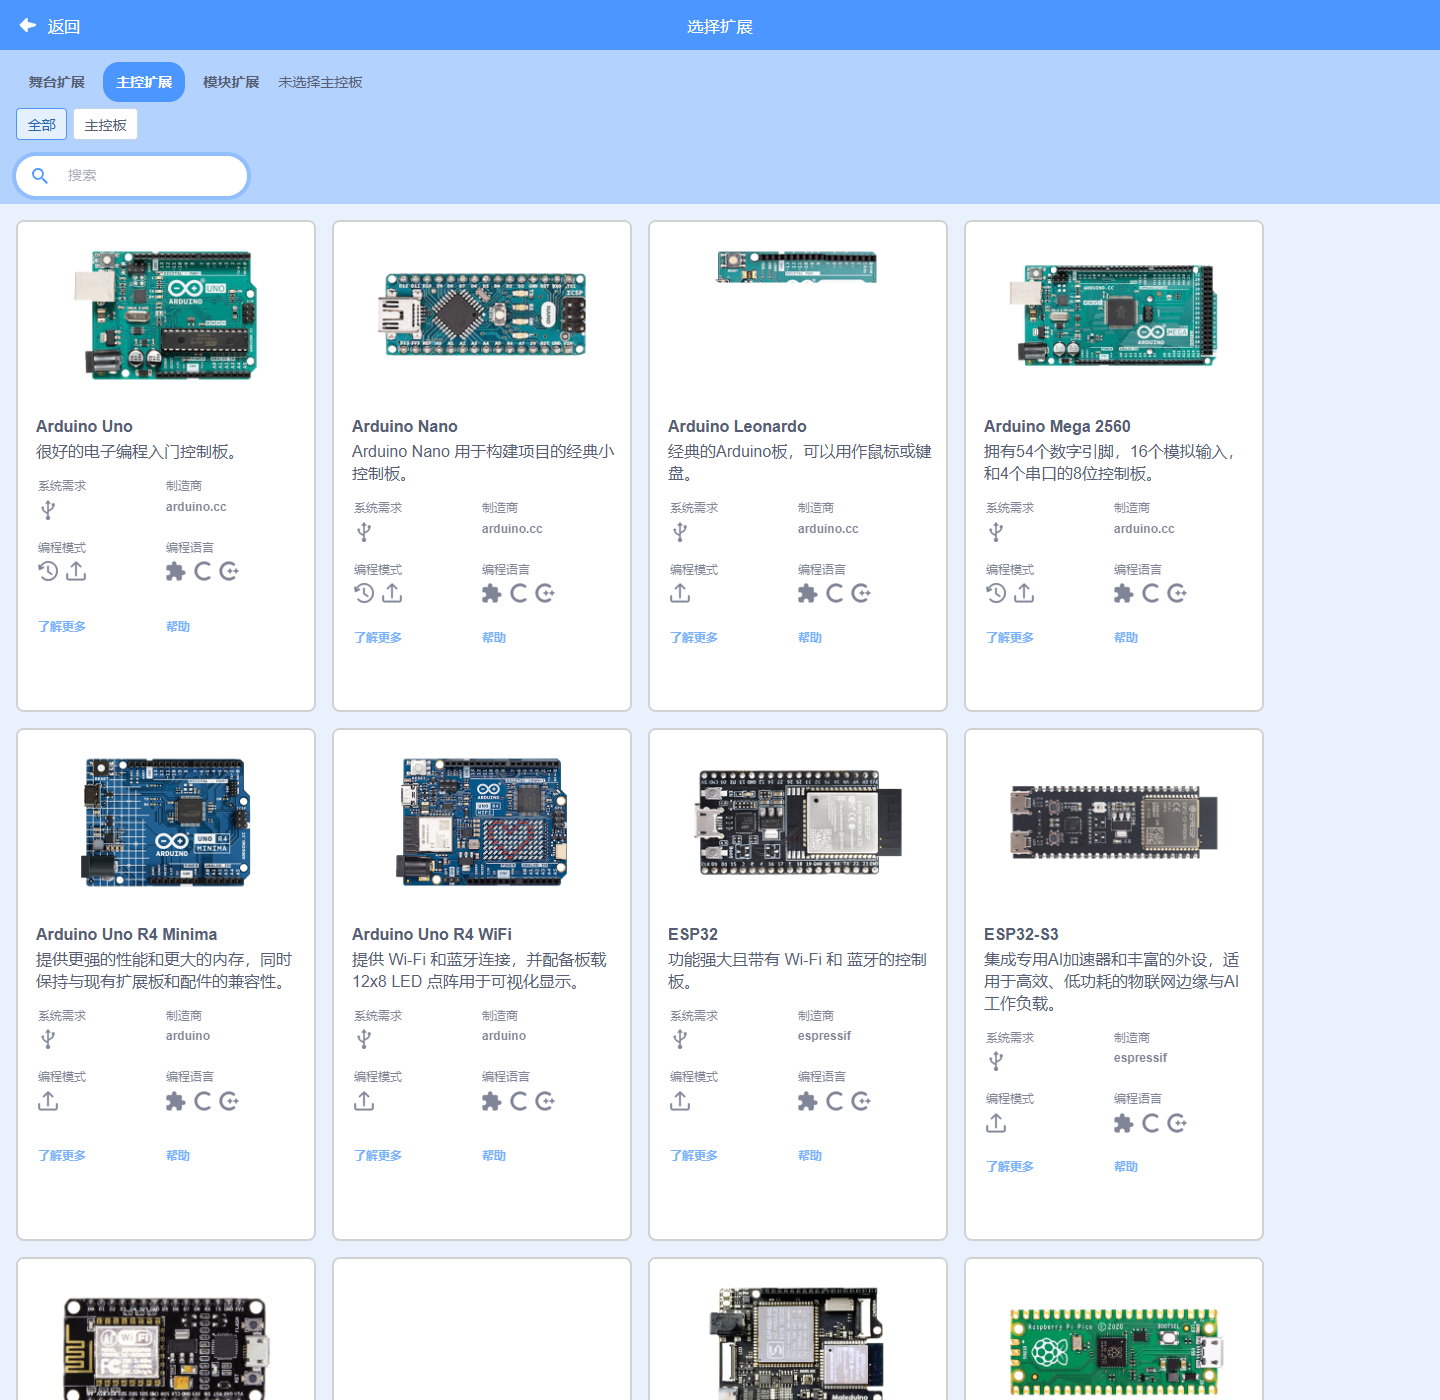 返回
选择扩展
舞台扩展 主控扩展 模块扩展 未选择主控板
全部 主控板
搜索
Arduino Uno
很好的电子编程入门控制板。
系统需求 制造商
arduino.cc
编程模式 编程语言
了解更多 帮助
Arduino Nano
Arduino Nano 用于构建项目的经典小
控制板。
系统需求 制造商
arduino.cc
编程模式 编程语言
了解更多 帮助
Arduino Leonardo
经典的Arduino板，可以用作鼠标或键
盘。
系统需求 制造商
arduino.cc
编程模式 编程语言
了解更多 帮助
Arduino Mega 2560
拥有54个数字引脚，16个模拟输入，
和4个串口的8位控制板。
系统需求 制造商
arduino.cc
编程模式 编程语言
了解更多 帮助
Arduino Uno R4 Minima
提供更强的性能和更大的内存，同时
保持与现有扩展板和配件的兼容性。
系统需求 制造商
arduino
编程模式 编程语言
了解更多 帮助
Arduino Uno R4 WiFi
提供 Wi-Fi 和蓝牙连接，并配备板载
12x8 LED 点阵用于可视化显示。
系统需求 制造商
arduino
编程模式 编程语言
了解更多 帮助
ESP32
功能强大且带有 Wi-Fi 和 蓝牙的控制
板。
系统需求 制造商
espressif
编程模式 编程语言
了解更多 帮助
ESP32-S3
集成专用AI加速器和丰富的外设，适
用于高效、低功耗的物联网边缘与AI
工作负载。
系统需求 制造商
espressif
编程模式 编程语言
了解更多 帮助
Raspberry Pi Pico ©2020
BOOTSEL
Maixduino